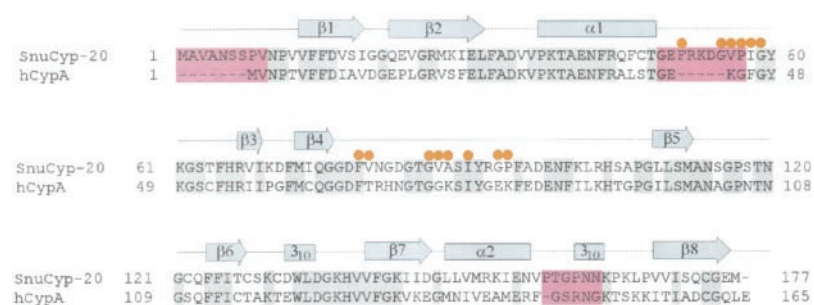 β1 β2 α1
SnuCyp-20 1 MAVANSSPVNPVVFFDVSIGGQEVGRMKIELFADVVPKTAENFRQFCTGEFRKDGVPIGY 60
hCypA 1 -------MVNPTVFFDIAVDGEPLGRVSFELFADKVPKTAENFRALSTGE-----KGFGY 48
β3 β4 β5
SnuCyp-20 61 KGSTFHRVIKDFMIQGGDFVNGDGTGVASIYRGPFADENFKLRHSAPGLLSMANSGPSTN 120
hCypA 49 KGSCFHRIIPGFMCQGGDFTRHNGTGGKSIYGEKFEDENFILKHTGPGILSMANAGPNTN 108
β6 3₁₀ β7 α2 3₁₀ β8
SnuCyp-20 121 GCQFFITCSKCDWLDGKHVVFGKIIDGLLVMRKIENVPTGPNNKPKLPVVISQCGEM- 177
hCypA 109 GSQFFICTAKTEWLDGKHVVFGKVKEGMNIVEAMERF-GSRNGKTSKKITIADCGQLE 165